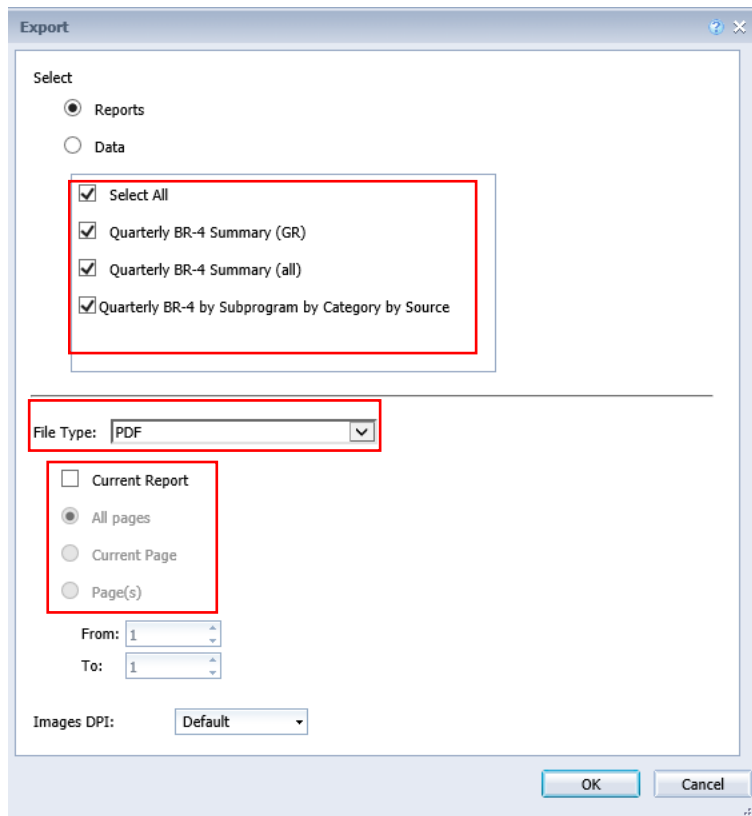 Export
Select
Reports
Data
Select All
Quarterly BR-4 Summary (GR)
Quarterly BR-4 Summary (all)
Quarterly BR-4 by Subprogram by Category by Source
File Type: PDF
Current Report
All pages
Current Page
Page(s)
From: 1
To: 1
Images DPI: Default
OK Cancel